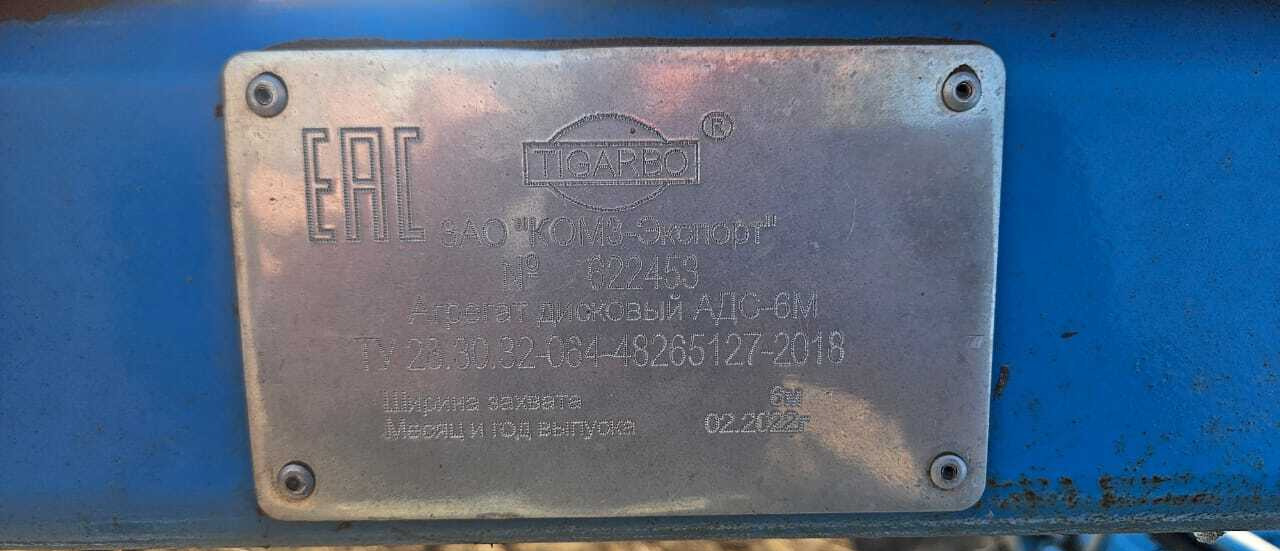 EAC
TIGARBO ®
ЗАО "КОМЗ-Экспорт"
№ 622453
Агрегат дисковый АДС-6М
ТУ 28.30.32-064-48265127-2018
Ширина захвата 6м
Месяц и год выпуска 02.2022г